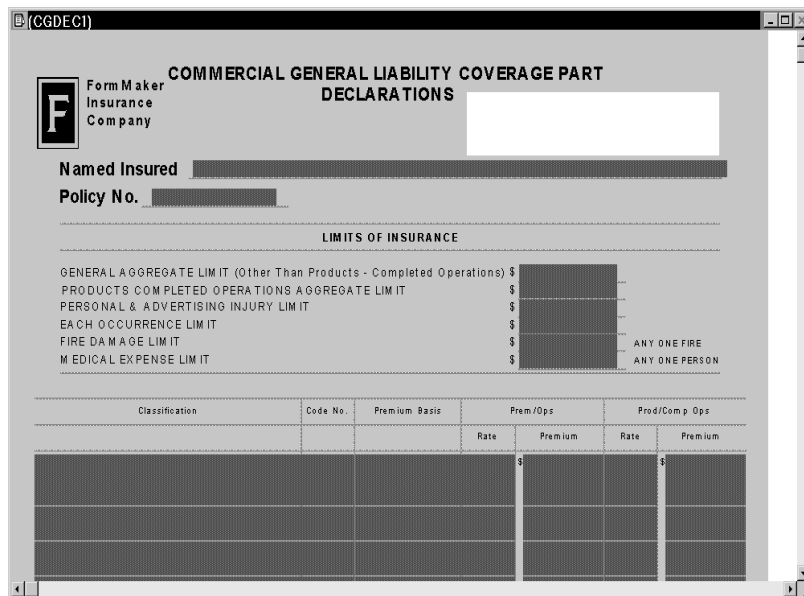 (CGDEC1)
COMMERCIAL GENERAL LIABILITY COVERAGE PART
DECLARATIONS
F
FormMaker
Insurance
Company
Named Insured
Policy No.
LIMITS OF INSURANCE
GENERAL AGGREGATE LIMIT (Other Than Products - Completed Operations) $
PRODUCTS COMPLETED OPERATIONS AGGREGATE LIMIT $
PERSONAL & ADVERTISING INJURY LIMIT $
EACH OCCURRENCE LIMIT $
FIRE DAMAGE LIMIT $ ANY ONE FIRE
MEDICAL EXPENSE LIMIT $ ANY ONE PERSON
Classification Code No. Premium Basis Prem/Ops Prod/Comp Ops
Rate Premium Rate Premium
$ $